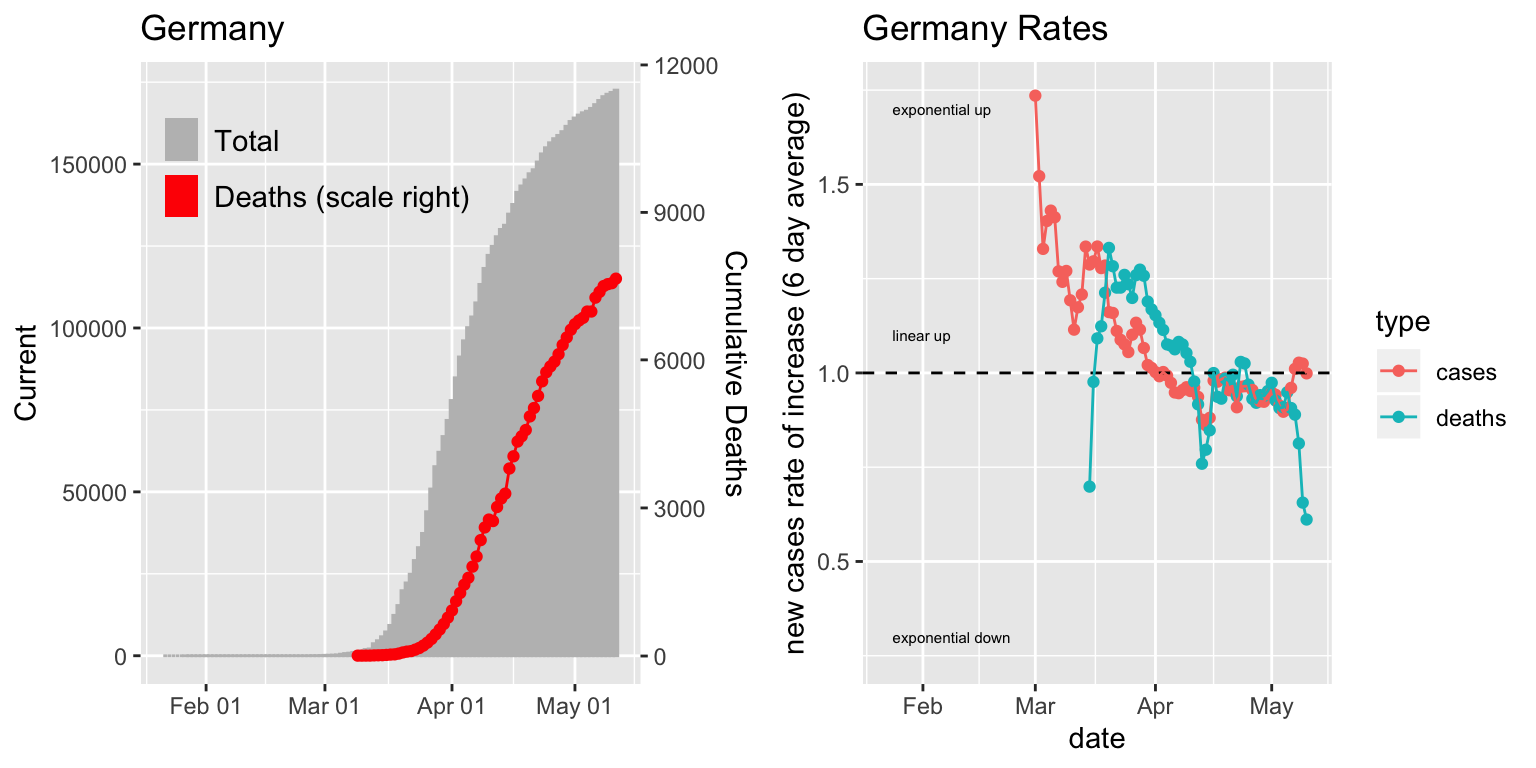 Germany
Germany Rates
Current
150000
100000
50000
0
Total
Deaths (scale right)
12000
9000
6000
3000
0
Cumulative Deaths
Feb 01
Mar 01
Apr 01
May 01
new cases rate of increase (6 day average)
1.5
1.0
0.5
exponential up
linear up
exponential down
Feb
Mar
Apr
May
date
type
cases
deaths